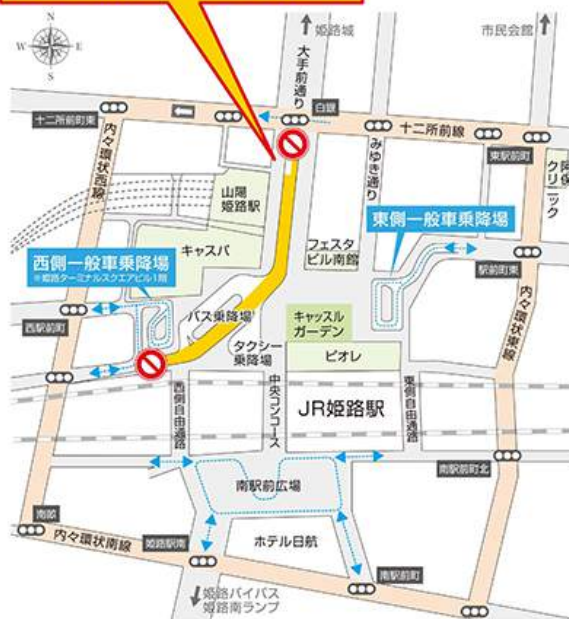 N
W
E
S
姫路城
市民会館
大手前通り
白銀
十二所前町東
十二所前線
東駅前町
内々環状西線
みゆき通り
クリニック
山陽
姫路駅
東側一般車乗降場
キャスパ
フェスタ
ビル南館
西側一般車乗降場
※姫路ターミナルスクエアビル1階
駅前町東
西駅前町
バス乗降場
キャッスル
ガーデン
内々環状東線
タクシー
乗降場
ピオレ
西側自由通路
中央コンコース
JR姫路駅
東側自由通路
南駅前町北
南駅前広場
南畝
内々環状南線
姫路駅南
ホテル日航
南駅前町
姫路バイパス
姫路南ランプ